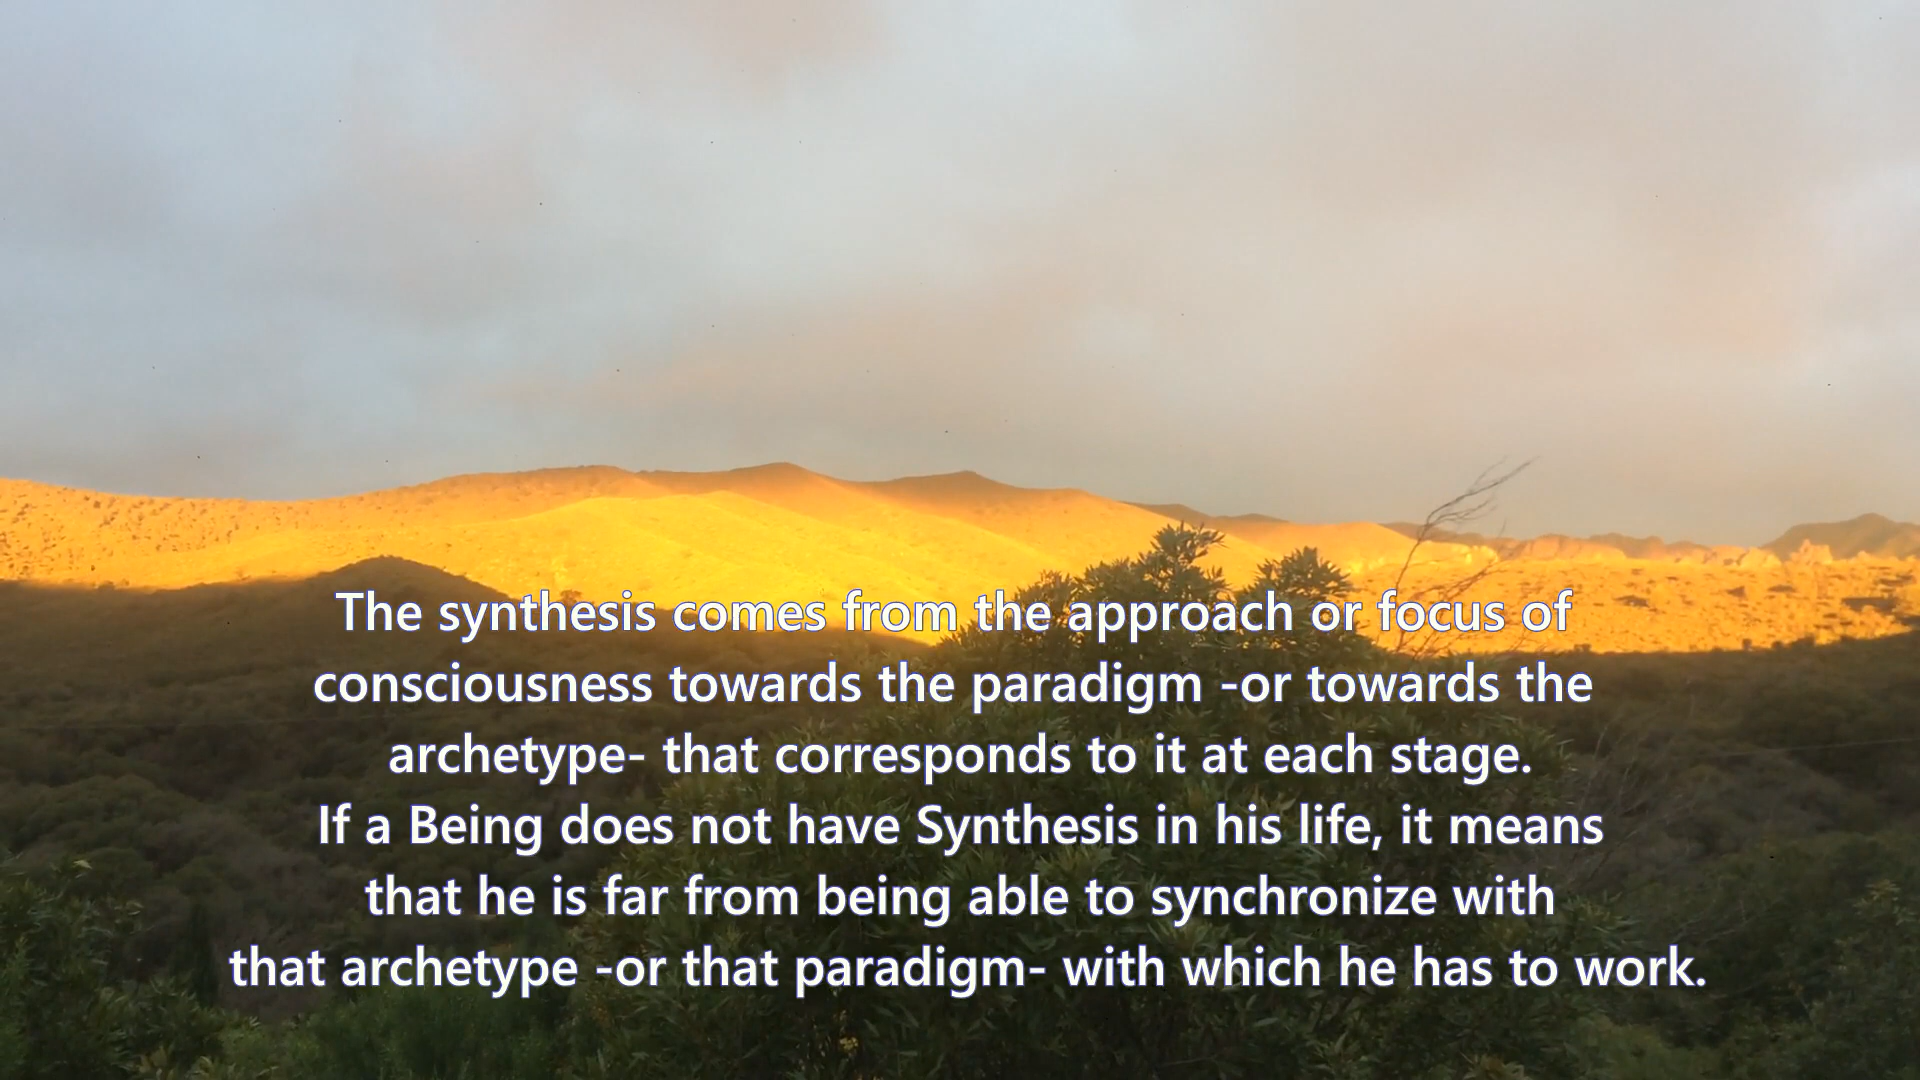 The synthesis comes from the approach or focus of
consciousness towards the paradigm -or towards the
archetype- that corresponds to it at each stage.
If a Being does not have Synthesis in his life, it means
that he is far from being able to synchronize with
that archetype -or that paradigm- with which he has to work.